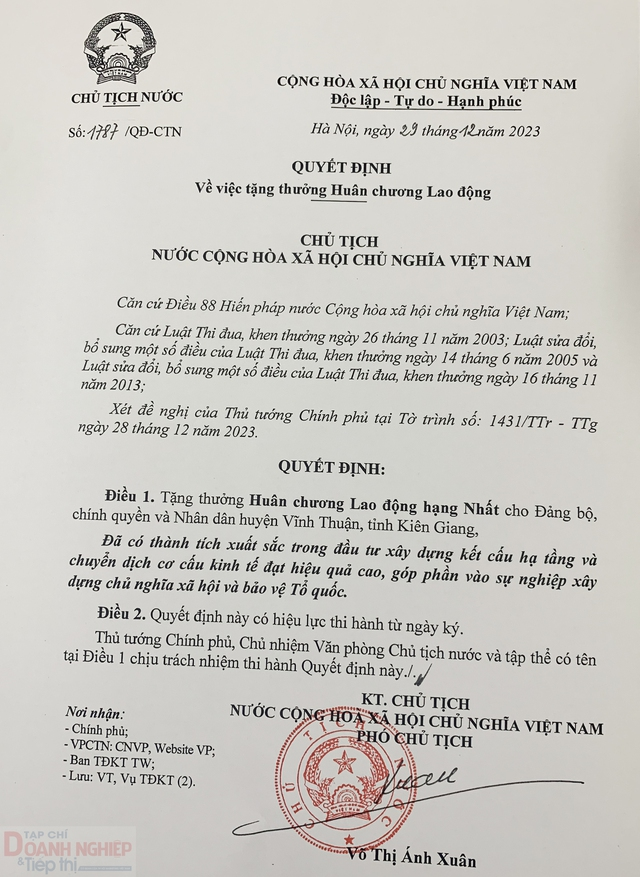 CHỦ TỊCH NƯỚC
CỘNG HÒA XÃ HỘI CHỦ NGHĨA VIỆT NAM
Độc lập - Tự do - Hạnh phúc
Số: 1787 /QĐ-CTN
Hà Nội, ngày 29 tháng 12 năm 2023
QUYẾT ĐỊNH
Về việc tặng thưởng Huân chương Lao động
CHỦ TỊCH
NƯỚC CỘNG HÒA XÃ HỘI CHỦ NGHĨA VIỆT NAM
Căn cứ Điều 88 Hiến pháp nước Cộng hòa xã hội chủ nghĩa Việt Nam;
Căn cứ Luật Thi đua, khen thưởng ngày 26 tháng 11 năm 2003; Luật sửa đổi,
bổ sung một số điều của Luật Thi đua, khen thưởng ngày 14 tháng 6 năm 2005 và
Luật sửa đổi, bổ sung một số điều của Luật Thi đua, khen thưởng ngày 16 tháng 11
năm 2013;
Xét đề nghị của Thủ tướng Chính phủ tại Tờ trình số: 1431/TTr - TTg
ngày 28 tháng 12 năm 2023.
QUYẾT ĐỊNH:
Điều 1. Tặng thưởng Huân chương Lao động hạng Nhất cho Đảng bộ,
chính quyền và Nhân dân huyện Vĩnh Thuận, tỉnh Kiên Giang,
Đã có thành tích xuất sắc trong đầu tư xây dựng kết cấu hạ tầng và
chuyển dịch cơ cấu kinh tế đạt hiệu quả cao, góp phần vào sự nghiệp xây
dựng chủ nghĩa xã hội và bảo vệ Tổ quốc.
Điều 2. Quyết định này có hiệu lực thi hành từ ngày ký.
Thủ tướng Chính phủ, Chủ nhiệm Văn phòng Chủ tịch nước và tập thể có tên
tại Điều 1 chịu trách nhiệm thi hành Quyết định này./.
Nơi nhận:
- Chính phủ;
- VPCTN: CNVP, Website VP;
- Ban TĐKT TW;
- Lưu: VT, Vụ TĐKT (2).
KT. CHỦ TỊCH
NƯỚC CỘNG HÒA XÃ HỘI CHỦ NGHĨA VIỆT NAM
PHÓ CHỦ TỊCH
CHỦ TỊCH NƯỚC
Xuan
Võ Thị Ánh Xuân
TẠP CHÍ
DOANH NGHIỆP
& Tiếp thị